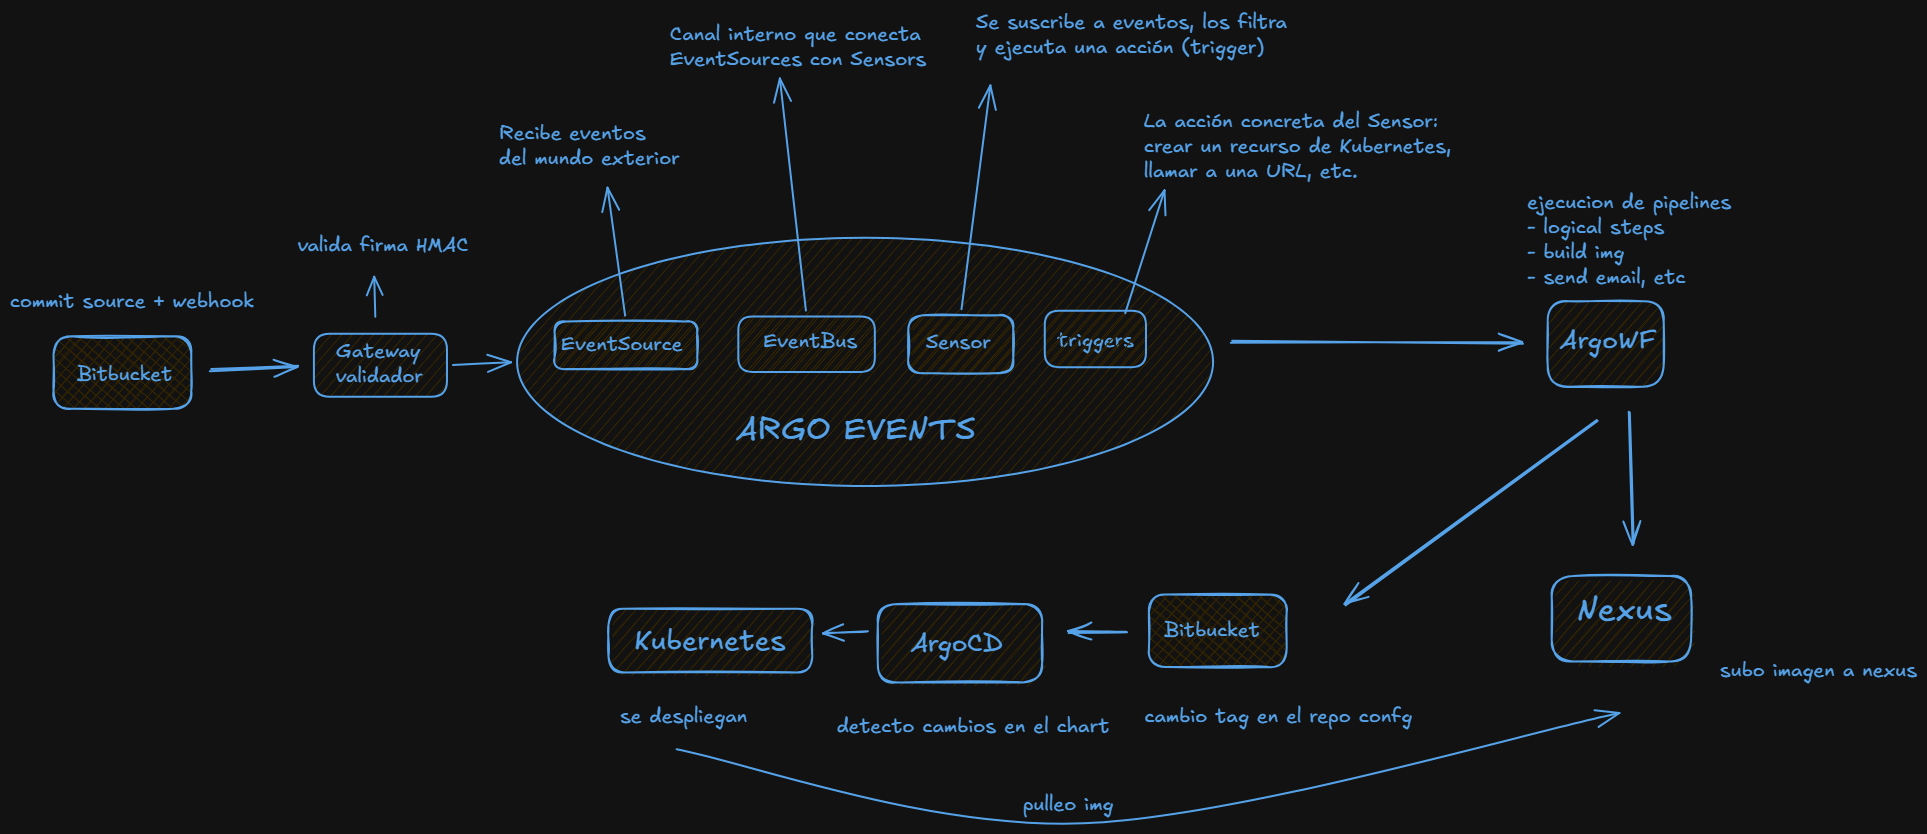 Canal interno que conecta
EventSources con Sensors
Se suscribe a eventos, los filtra
y ejecuta una acción (trigger)
Recibe eventos
del mundo exterior
La acción concreta del Sensor:
crear un recurso de Kubernetes,
llamar a una URL, etc.
ejecucion de pipelines
- logical steps
- build img
- send email, etc
valida firma HMAC
commit source + webhook
Bitbucket
Gateway
validador
EventSource
EventBus
Sensor
triggers
ARGO EVENTS
ArgoWF
Kubernetes
ArgoCD
Bitbucket
Nexus
subo imagen a nexus
se despliegan
detecto cambios en el chart
cambio tag en el repo confg
pulleo img